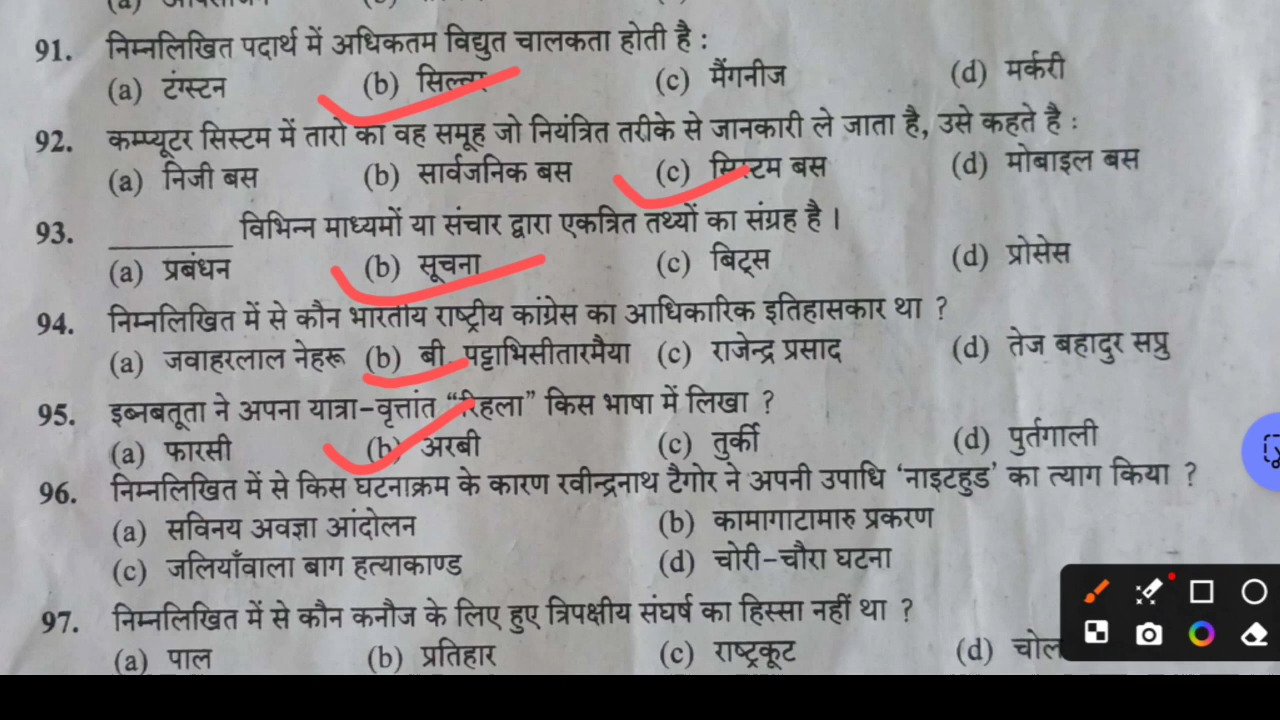 91. निम्नलिखित पदार्थ में अधिकतम विद्युत चालकता होती है :
(a) टंग्स्टन (b) सिल्वर (c) मैंगनीज (d) मर्करी
92. कम्प्यूटर सिस्टम में तारों का वह समूह जो नियंत्रित तरीके से जानकारी ले जाता है, उसे कहते है :
(a) निजी बस (b) सार्वजनिक बस (c) सिस्टम बस (d) मोबाइल बस
93. __________ विभिन्न माध्यमों या संचार द्वारा एकत्रित तथ्यों का संग्रह है ।
(a) प्रबंधन (b) सूचना (c) बिट्स (d) प्रोसेस
94. निम्नलिखित में से कौन भारतीय राष्ट्रीय कांग्रेस का आधिकारिक इतिहासकार था ?
(a) जवाहरलाल नेहरू (b) बी. पट्टाभिसीतारमैया (c) राजेन्द्र प्रसाद (d) तेज बहादुर सप्रु
95. इब्नबतूता ने अपना यात्रा-वृत्तांत “रिहला” किस भाषा में लिखा ?
(a) फारसी (b) अरबी (c) तुर्की (d) पुर्तगाली
96. निम्नलिखित में से किस घटनाक्रम के कारण रवीन्द्रनाथ टैगोर ने अपनी उपाधि ‘नाइटहुड’ का त्याग किया ?
(a) सविनय अवज्ञा आंदोलन (b) कामागाटामारु प्रकरण
(c) जलियाँवाला बाग हत्याकाण्ड (d) चोरी-चौरा घटना
97. निम्नलिखित में से कौन कनौज के लिए हुए त्रिपक्षीय संघर्ष का हिस्सा नहीं था ?
(a) पाल (b) प्रतिहार (c) राष्ट्रकूट (d) चोल